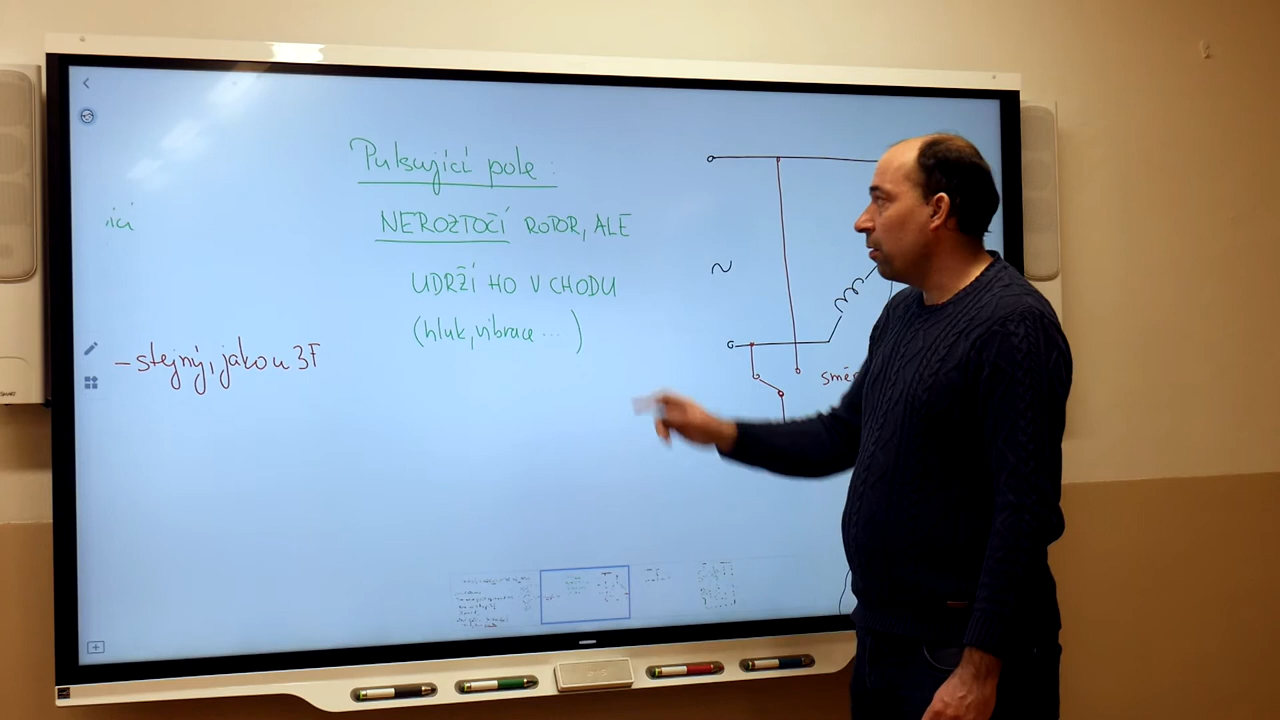 Pulsující pole:
NEROZTOČÍ ROTOR, ALE
UDRŽÍ HO V CHODU
(hluk, vibrace ...)
ící
- stejný, jako u 3F
~
směr